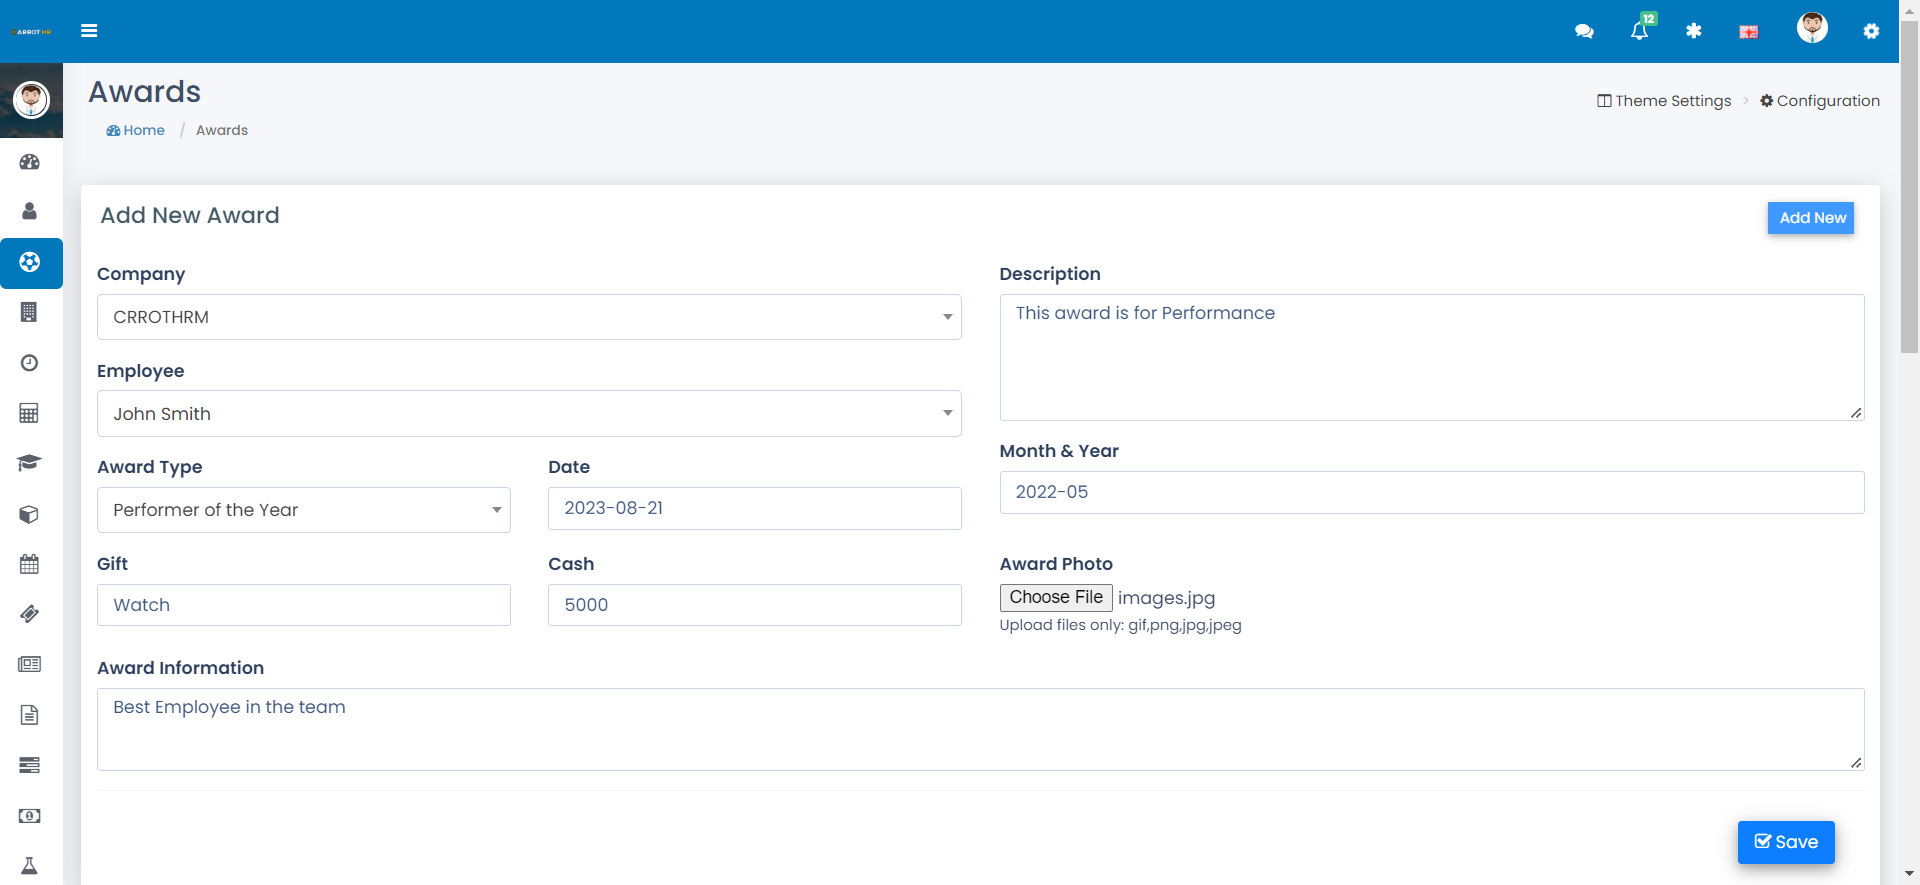 12
Awards
Home / Awards
Theme Settings > Configuration
Add New Award
Add New
Company
CRROTHRM
Employee
John Smith
Award Type
Performer of the Year
Date
2023-08-21
Gift
Watch
Cash
5000
Description
This award is for Performance
Month & Year
2022-05
Award Photo
Choose File images.jpg
Upload files only: gif,png,jpg,jpeg
Award Information
Best Employee in the team
Save